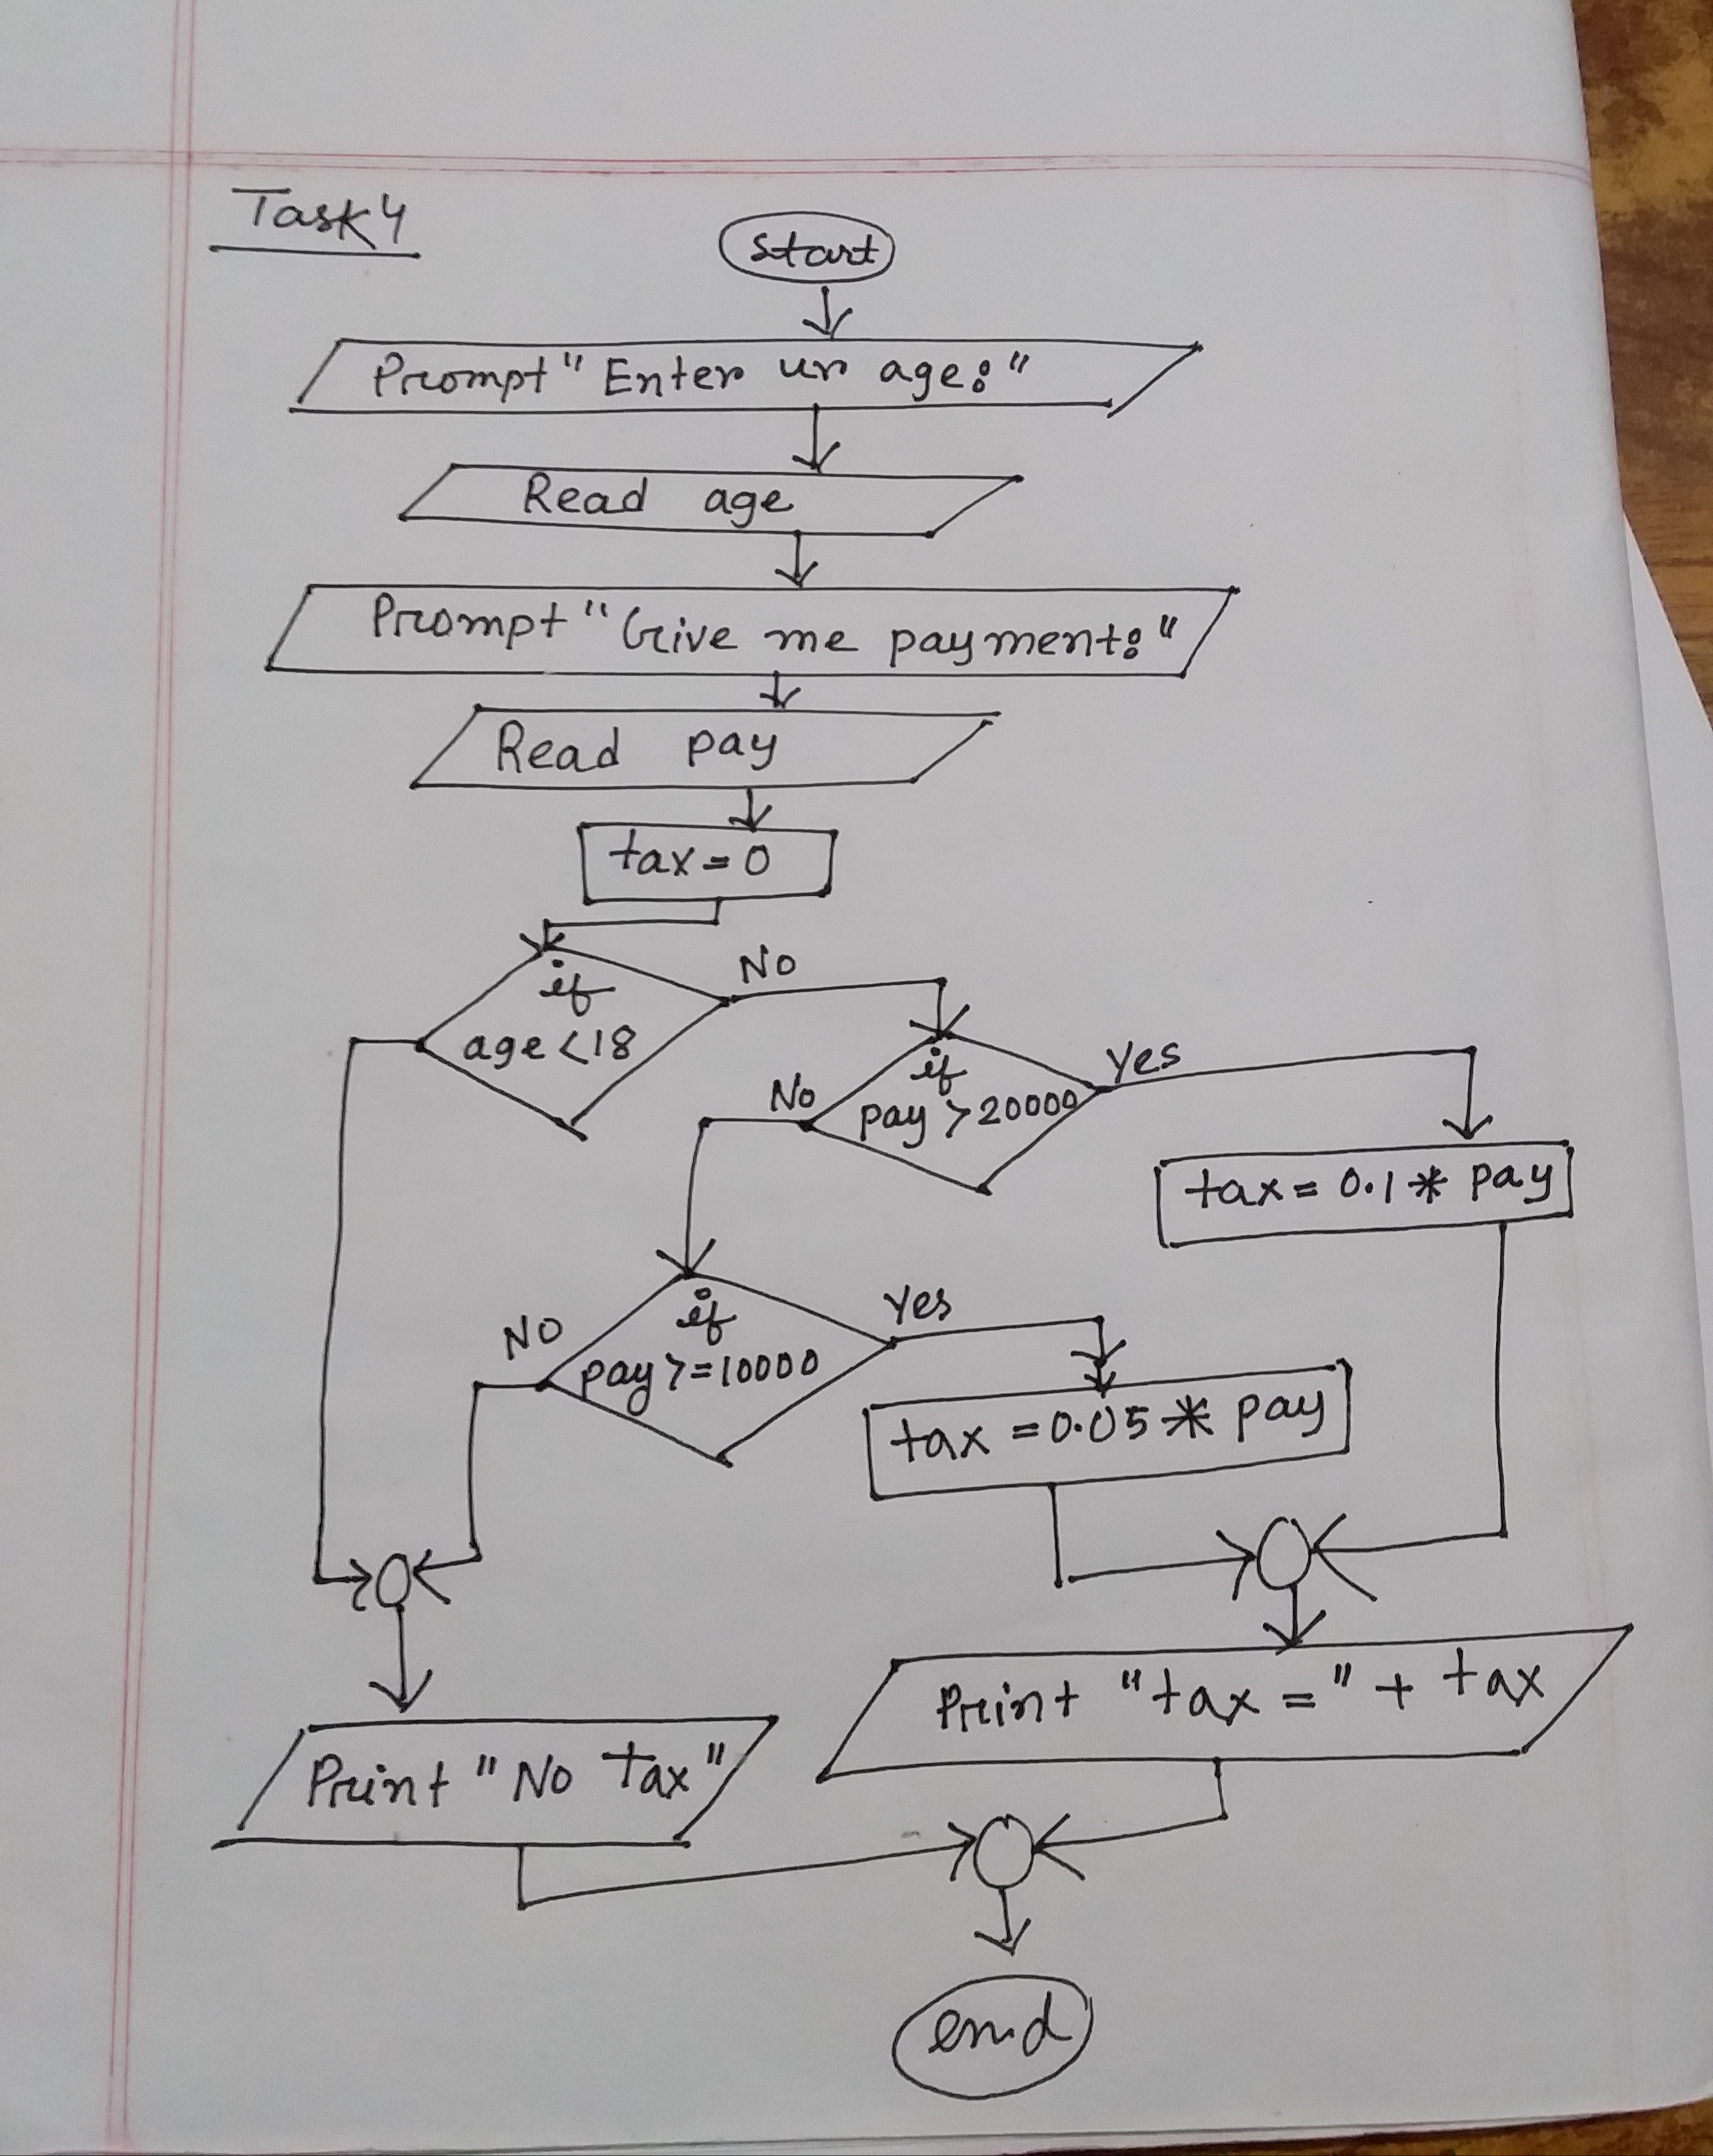 Task 4
Start
Prompt "Enter ur age:"
Read age
Prompt "Give me payment:"
Read pay
tax = 0
if
age < 18
No
if
pay > 20000
Yes
No
tax = 0.1 * pay
if
pay >= 10000
Yes
NO
tax = 0.05 * pay
Print "tax =" + tax
Print "No Tax"
end